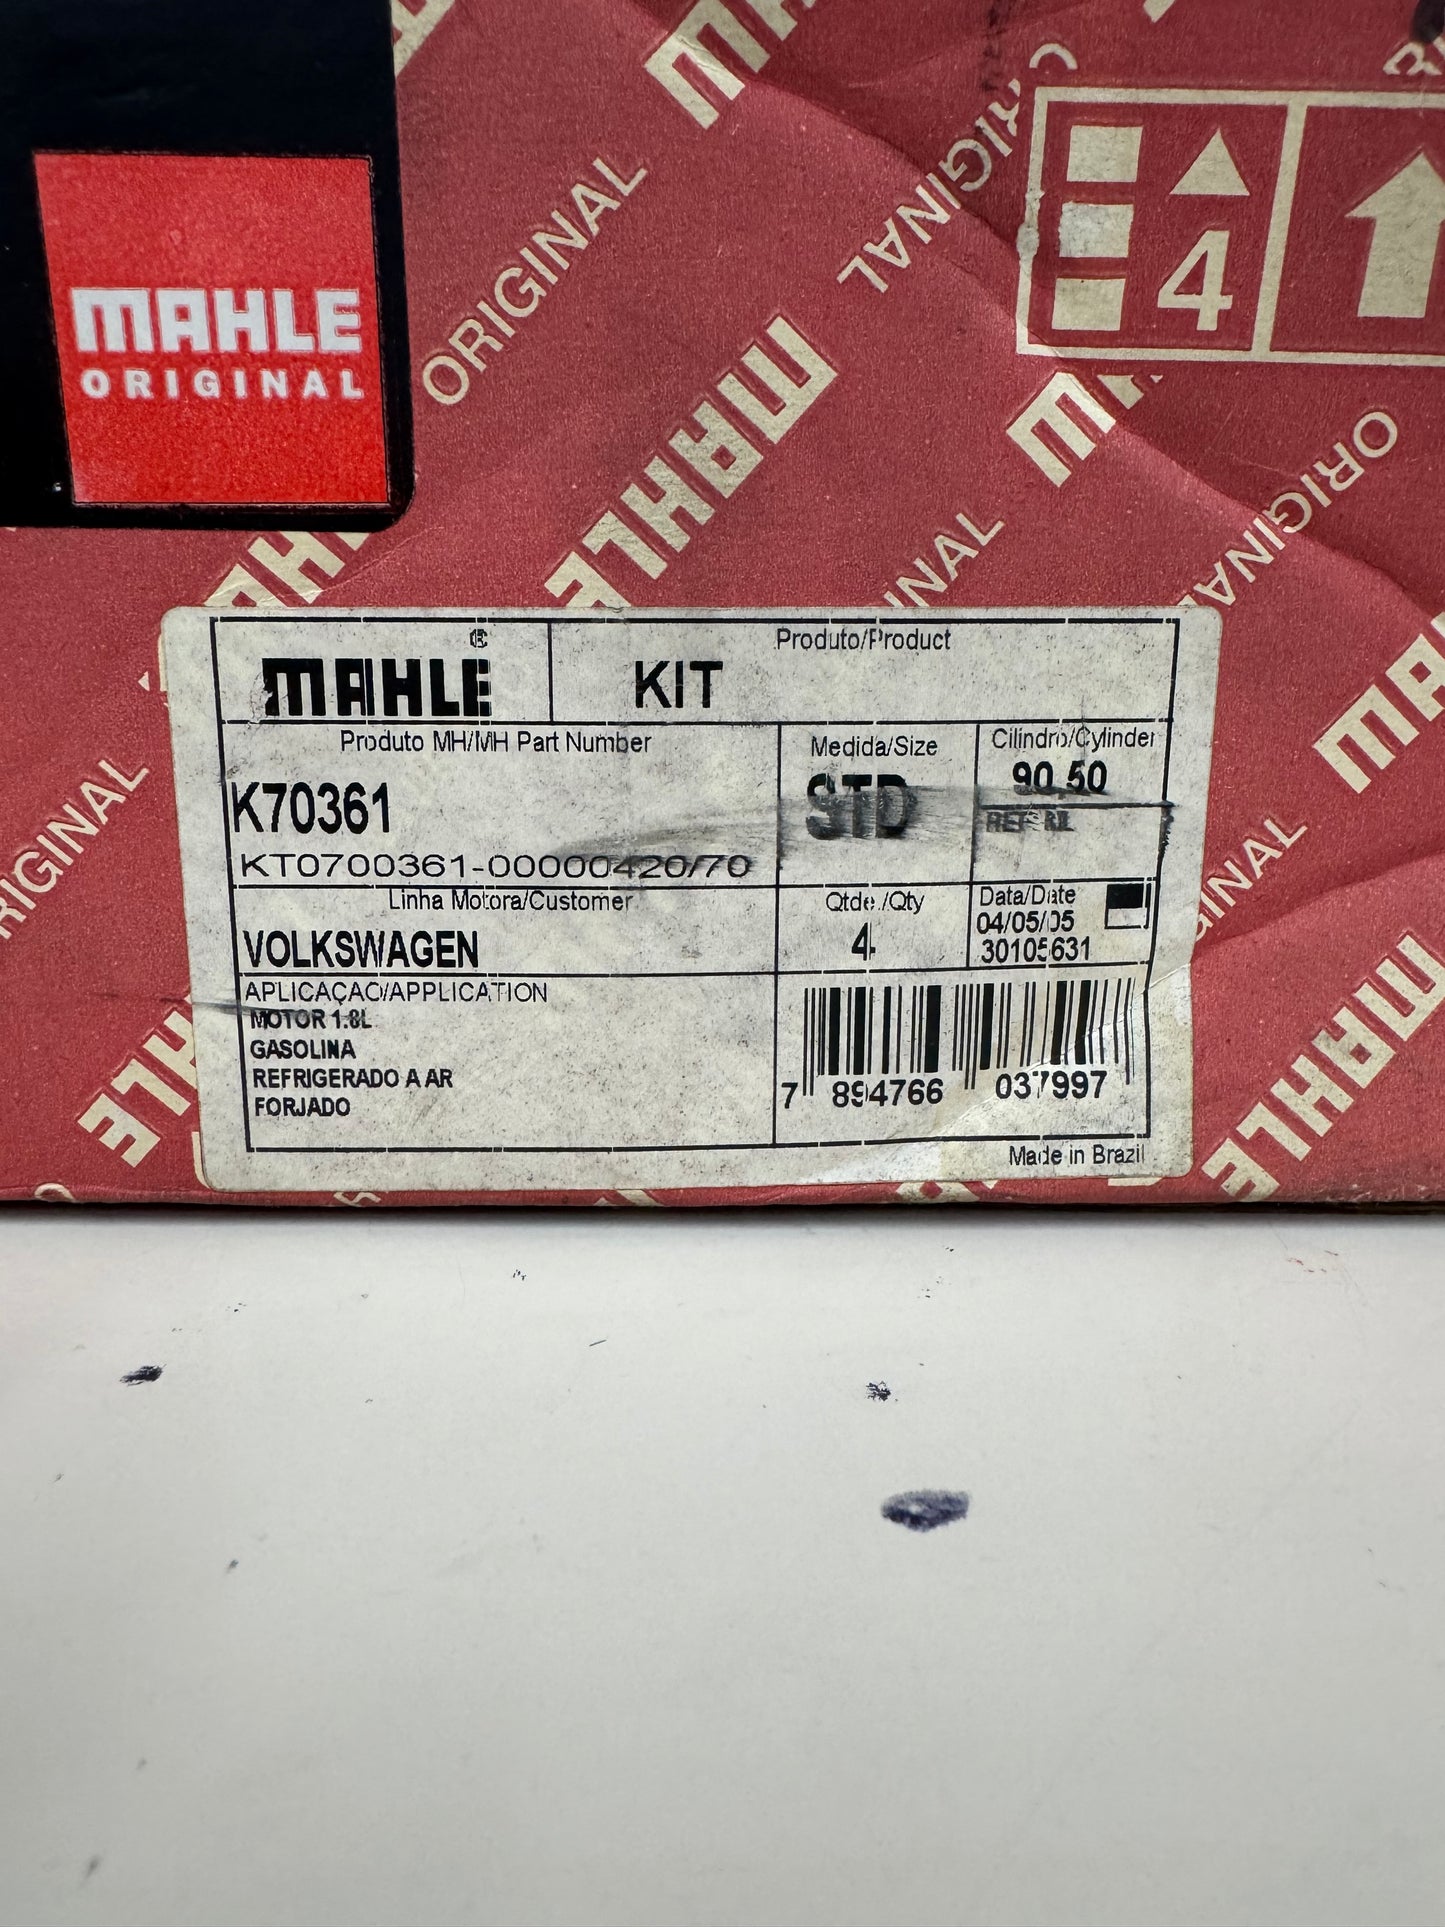 MAHLE
ORIGINAL
ORIGINAL
MAHLE
ORIGINAL
ORIGINAL
4
MAHLE ®
Produto/Product
KIT
Produto MH/MH Part Number
K70361
KT0700361-00000420/70
Medida/Size
STD
Cilindro/Cylinder
90,50
Linha Motora/Customer
VOLKSWAGEN
Qtde./Qty
4
Data/Date
04/05/05
30105631
APLICAÇAO/APPLICATION
MOTOR 1.8L
GASOLINA
REFRIGERADO A AR
FORJADO
7 894766 037997
Made in Brazil
MAHLE